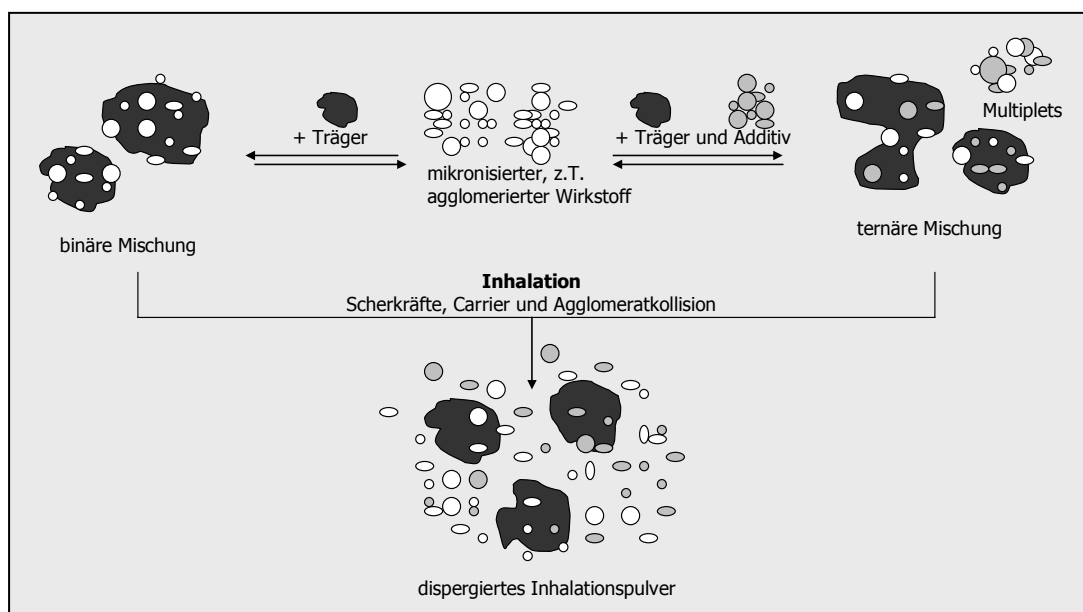 + Träger
mikronisierter, z.T.
agglomerierter Wirkstoff
+ Träger und Additiv
Multiplets
binäre Mischung
ternäre Mischung
Inhalation
Scherkräfte, Carrier und Agglomeratkollision
dispergiertes Inhalationspulver